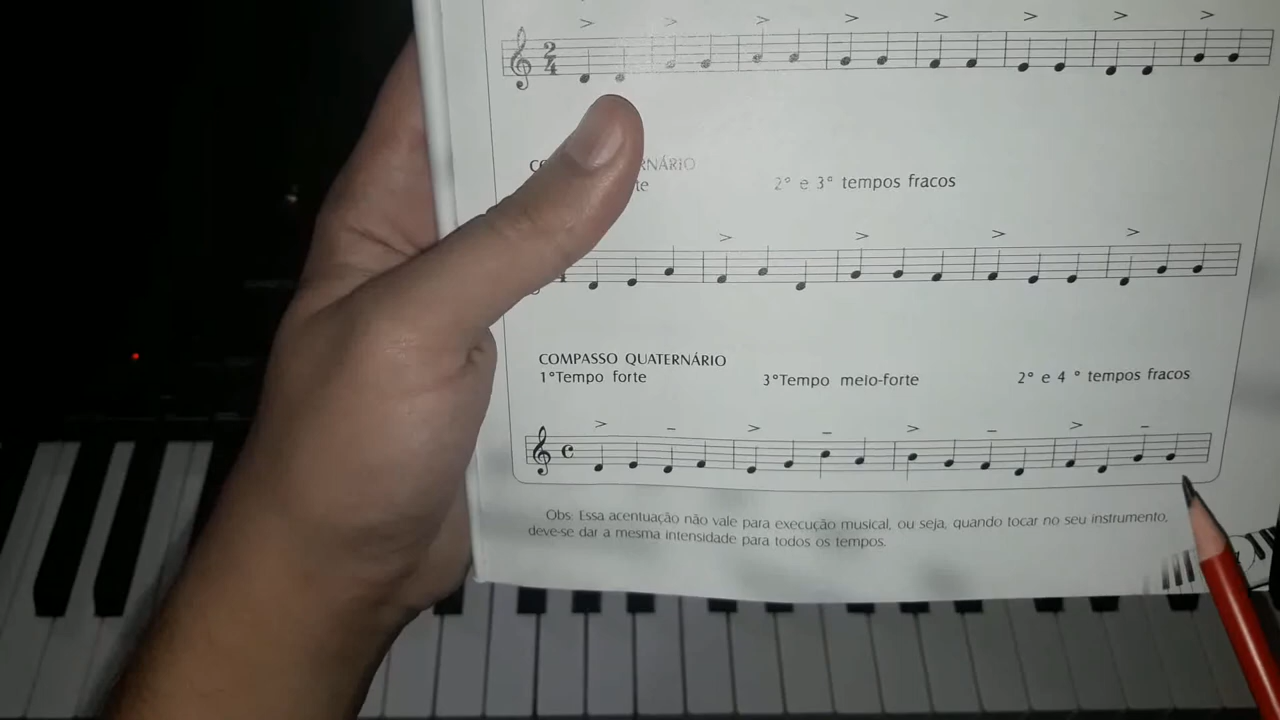 2
4
2° e 3° tempos fracos
COMPASSO QUATERNÁRIO
1°Tempo forte 3°Tempo meio-forte 2° e 4 ° tempos fracos
Obs: Essa acentuação não vale para execução musical, ou seja, quando tocar no seu instrumento,
deve-se dar a mesma intensidade para todos os tempos.